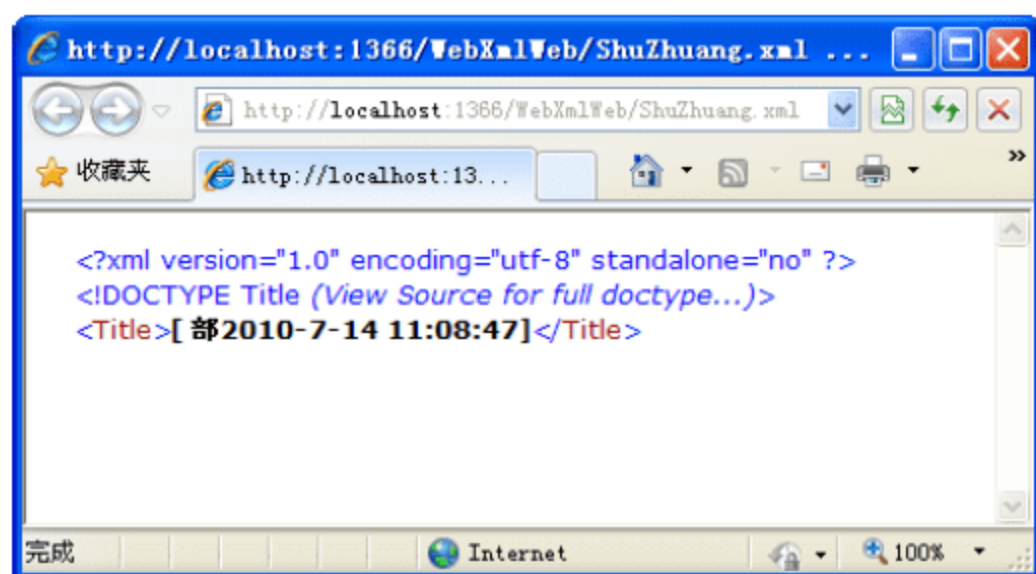 http://localhost:1366/WebXmlWeb/ShuZhuang.xml ...
http://localhost:1366/WebXmlWeb/ShuZhuang.xml
收藏夹
http://localhost:13...
<?xml version="1.0" encoding="utf-8" standalone="no" ?>
<!DOCTYPE Title (View Source for full doctype...)>
<Title>[ 部2010-7-14 11:08:47]</Title>
完成
Internet
100%